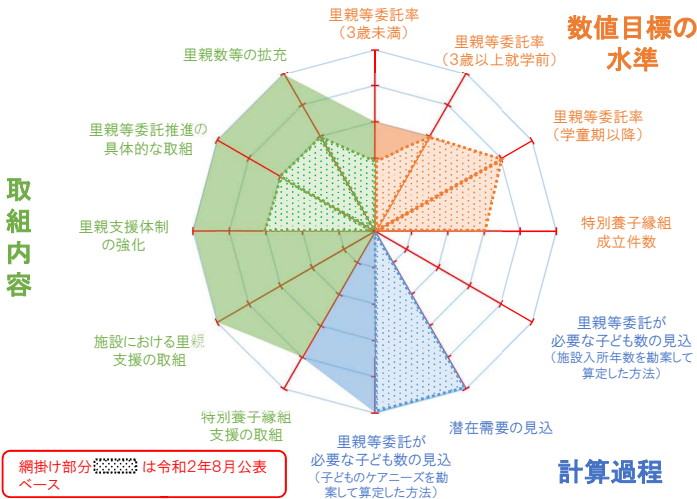 里親等委託率
（3歳未満）
里親等委託率
（3歳以上就学前）
数値目標の
水準
里親等委託率
（学童期以降）
特別養子縁組
成立件数
里親等委託が
必要な子ども数の見込
（施設入所年数を勘案して
算定した方法）
潜在需要の見込
計算過程
里親等委託が
必要な子ども数の見込
（子どものケアニーズを勘
案して算定した方法）
特別養子縁組
支援の取組
施設における里親
支援の取組
里親支援体制
の強化
里親等委託推進の
具体的な取組
里親数等の拡充
取
組
内
容
網掛け部分 は令和2年8月公表
ベース